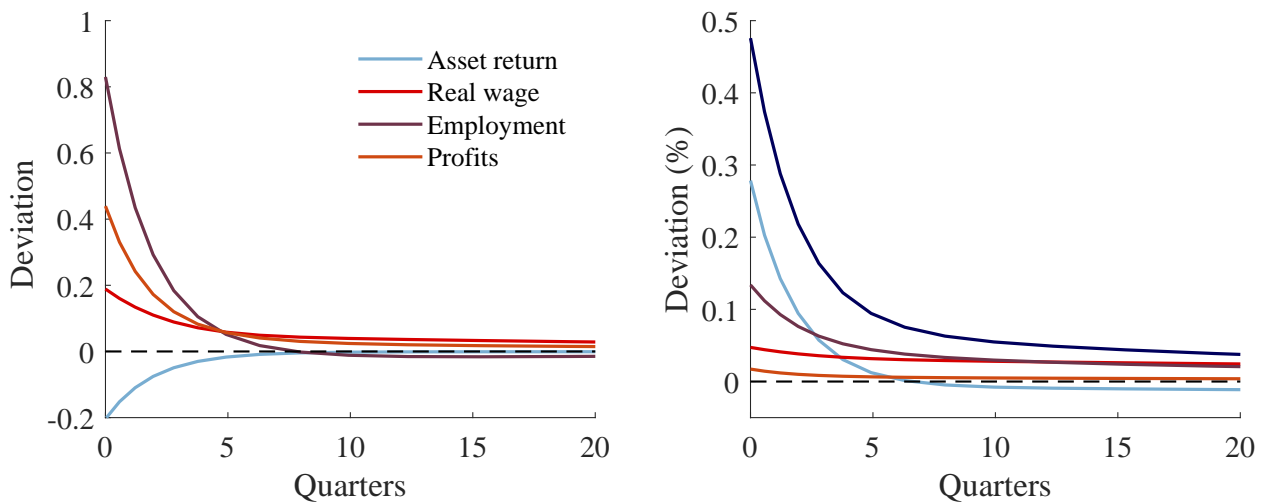 Deviation
1
0.8
0.6
0.4
0.2
0
-0.2
Asset return
Real wage
Employment
Profits
0
5
10
15
20
Quarters
Deviation (%)
0.5
0.4
0.3
0.2
0.1
0
0
5
10
15
20
Quarters